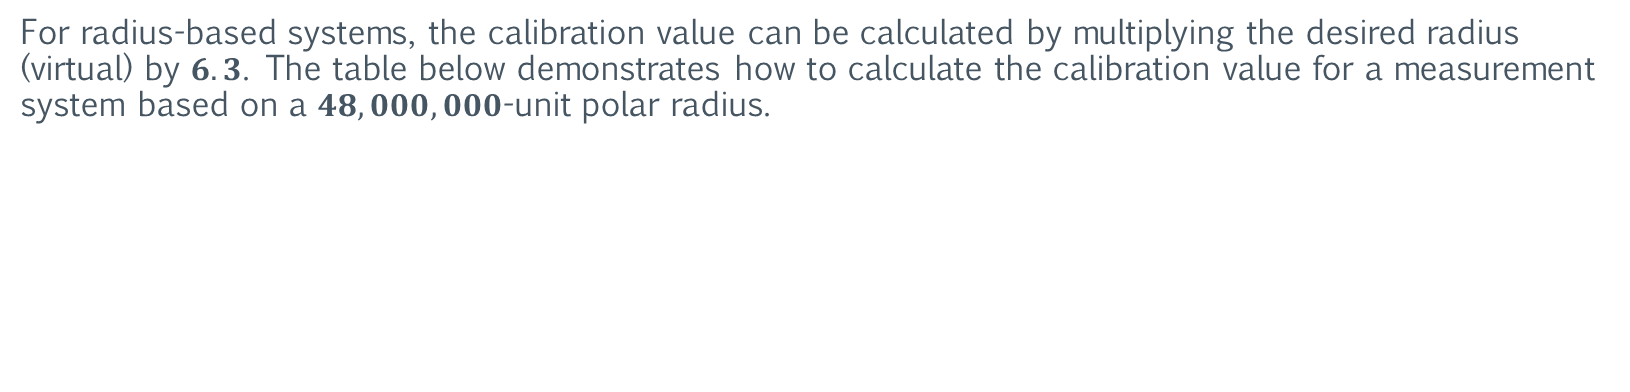 For radius-based systems, the calibration value can be calculated by multiplying the desired radius
(virtual) by 6.3. The table below demonstrates how to calculate the calibration value for a measurement
system based on a 48,000,000-unit polar radius.